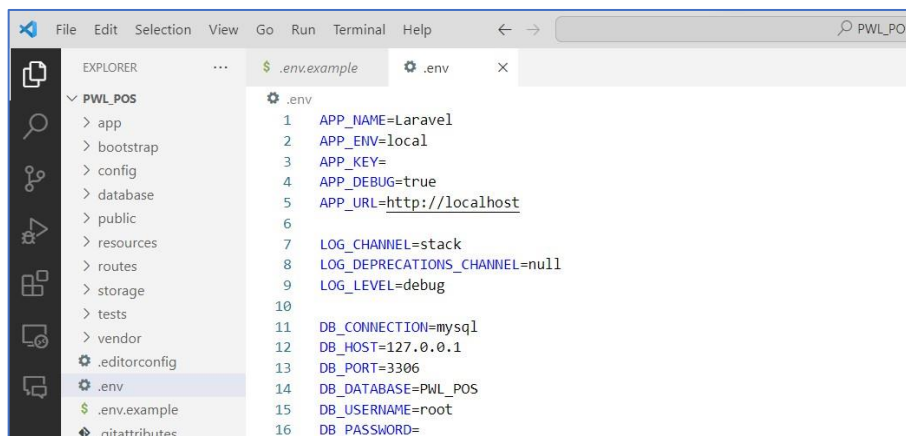 File Edit Selection View Go Run Terminal Help
PWL_PO
EXPLORER ...
PWL_POS
app
bootstrap
config
database
public
resources
routes
storage
tests
vendor
.editorconfig
.env
$ .env.example
.gitattributes
$ .env.example
.env
.env
1 APP_NAME=Laravel
2 APP_ENV=local
3 APP_KEY=
4 APP_DEBUG=true
5 APP_URL=http://localhost
6
7 LOG_CHANNEL=stack
8 LOG_DEPRECATIONS_CHANNEL=null
9 LOG_LEVEL=debug
10
11 DB_CONNECTION=mysql
12 DB_HOST=127.0.0.1
13 DB_PORT=3306
14 DB_DATABASE=PWL_POS
15 DB_USERNAME=root
16 DB_PASSWORD=